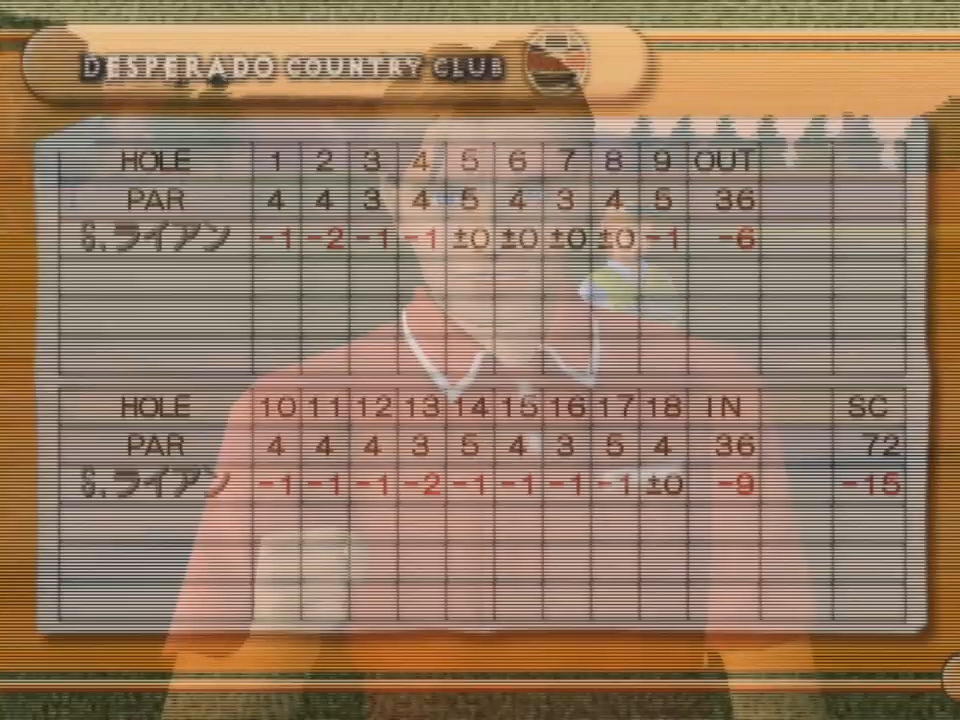 DESPERADO COUNTRY CLUB
HOLE 1 2 3 4 5 6 7 8 9 OUT
PAR 4 4 3 4 5 4 3 4 5 36
S.ライアン -1 -2 -1 -1 ±0 ±0 ±0 ±0 -1 -6
HOLE 10 11 12 13 14 15 16 17 18 IN SC
PAR 4 4 4 3 5 4 3 5 4 36 72
S.ライアン -1 -1 -1 -2 -1 -1 -1 -1 ±0 -9 -15